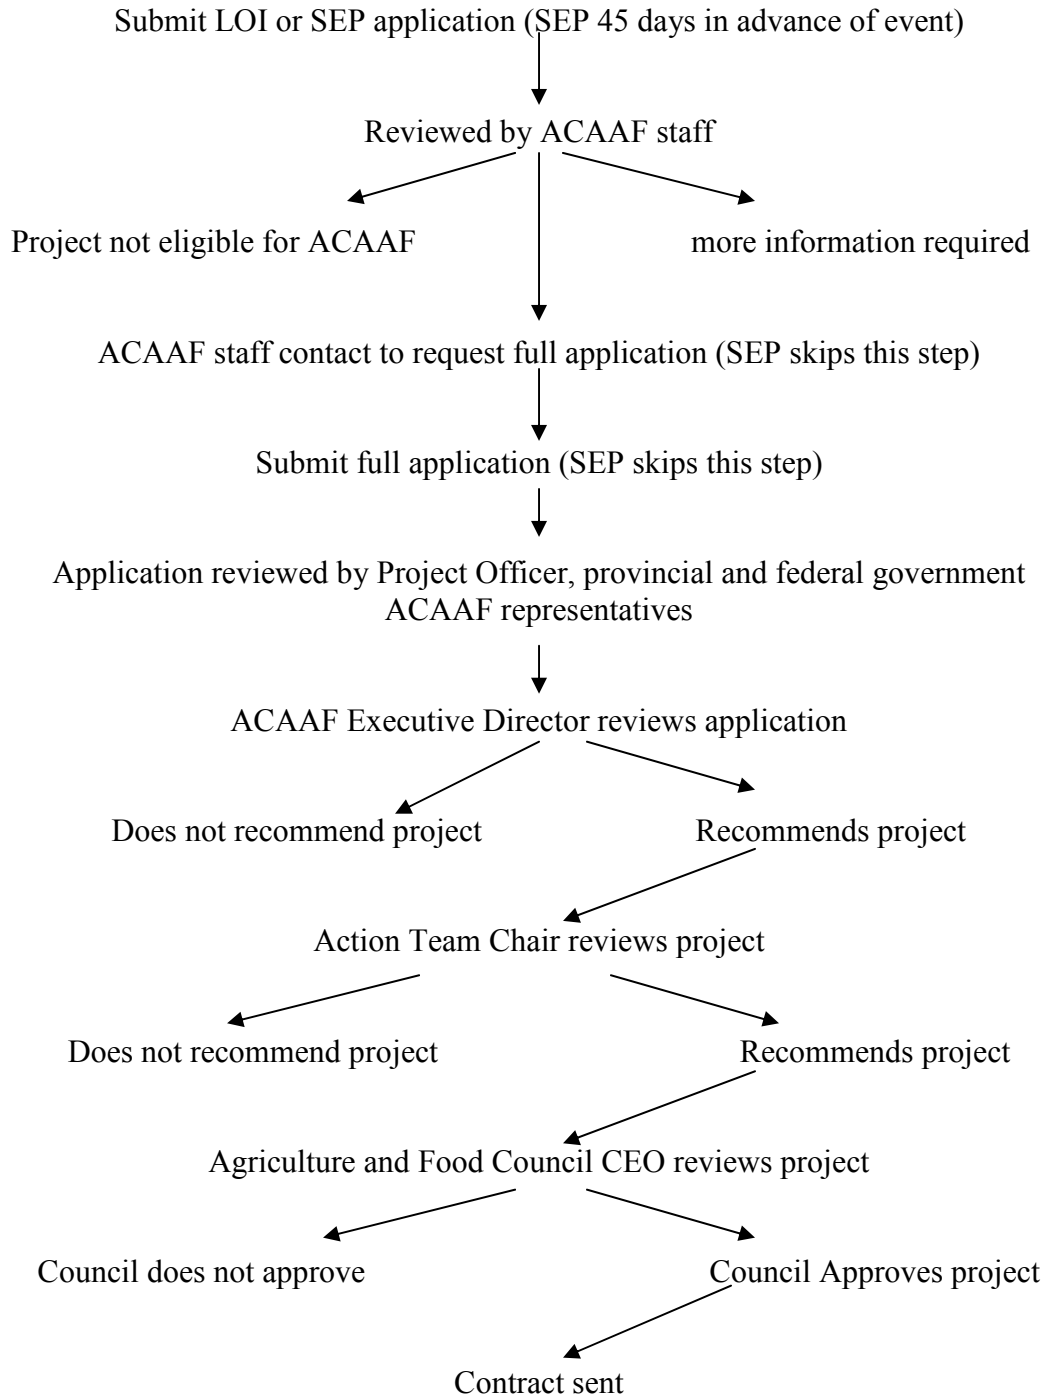 Submit LOI or SEP application (SEP 45 days in advance of event)
Reviewed by ACAAF staff
Project not eligible for ACAAF
more information required
ACAAF staff contact to request full application (SEP skips this step)
Submit full application (SEP skips this step)
Application reviewed by Project Officer, provincial and federal government
ACAAF representatives
ACAAF Executive Director reviews application
Does not recommend project
Recommends project
Action Team Chair reviews project
Does not recommend project
Recommends project
Agriculture and Food Council CEO reviews project
Council does not approve
Council Approves project
Contract sent